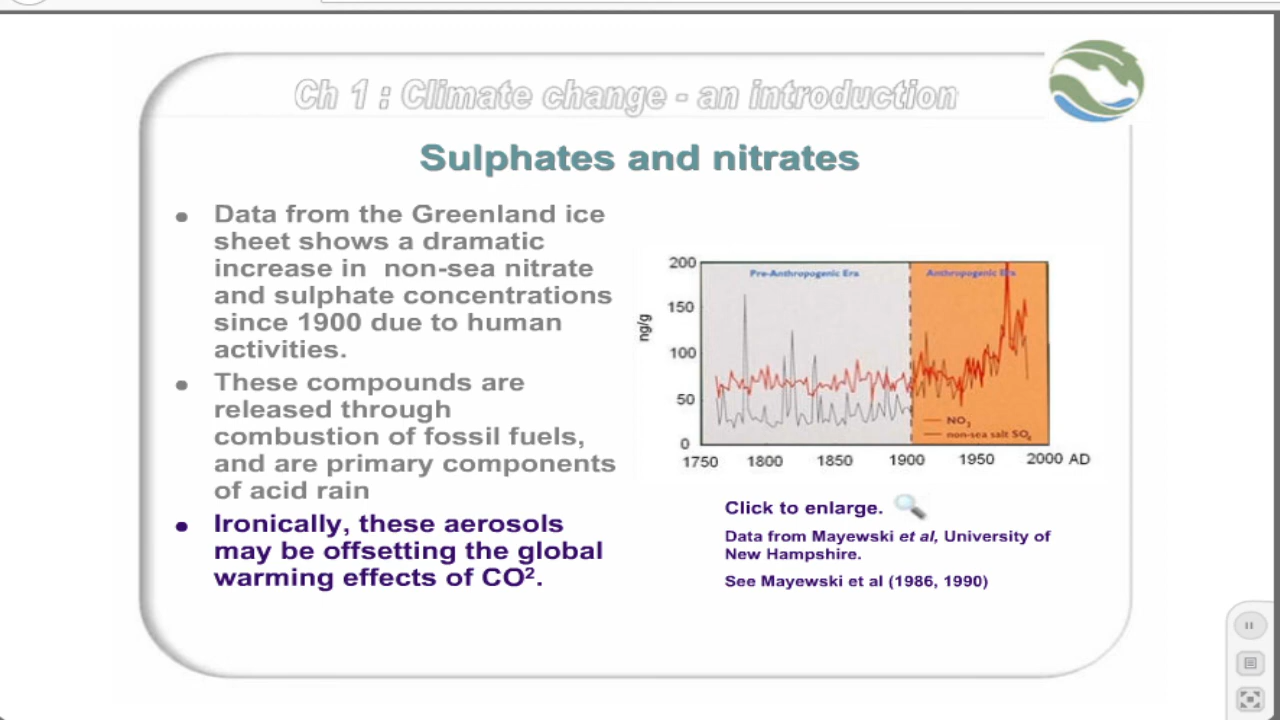 Ch 1 : Climate change - an introduction
Sulphates and nitrates
• Data from the Greenland ice
sheet shows a dramatic
increase in non-sea nitrate
and sulphate concentrations
since 1900 due to human
activities.
• These compounds are
released through
combustion of fossil fuels,
and are primary components
of acid rain
• Ironically, these aerosols
may be offsetting the global
warming effects of CO².
200
150
100
50
0
ng/g
Pre-Anthropogenic Era
Anthropogenic Era
NO₃
non-sea salt SO₄
1750 1800 1850 1900 1950 2000 AD
Click to enlarge.
Data from Mayewski et al, University of
New Hampshire.
See Mayewski et al (1986, 1990)